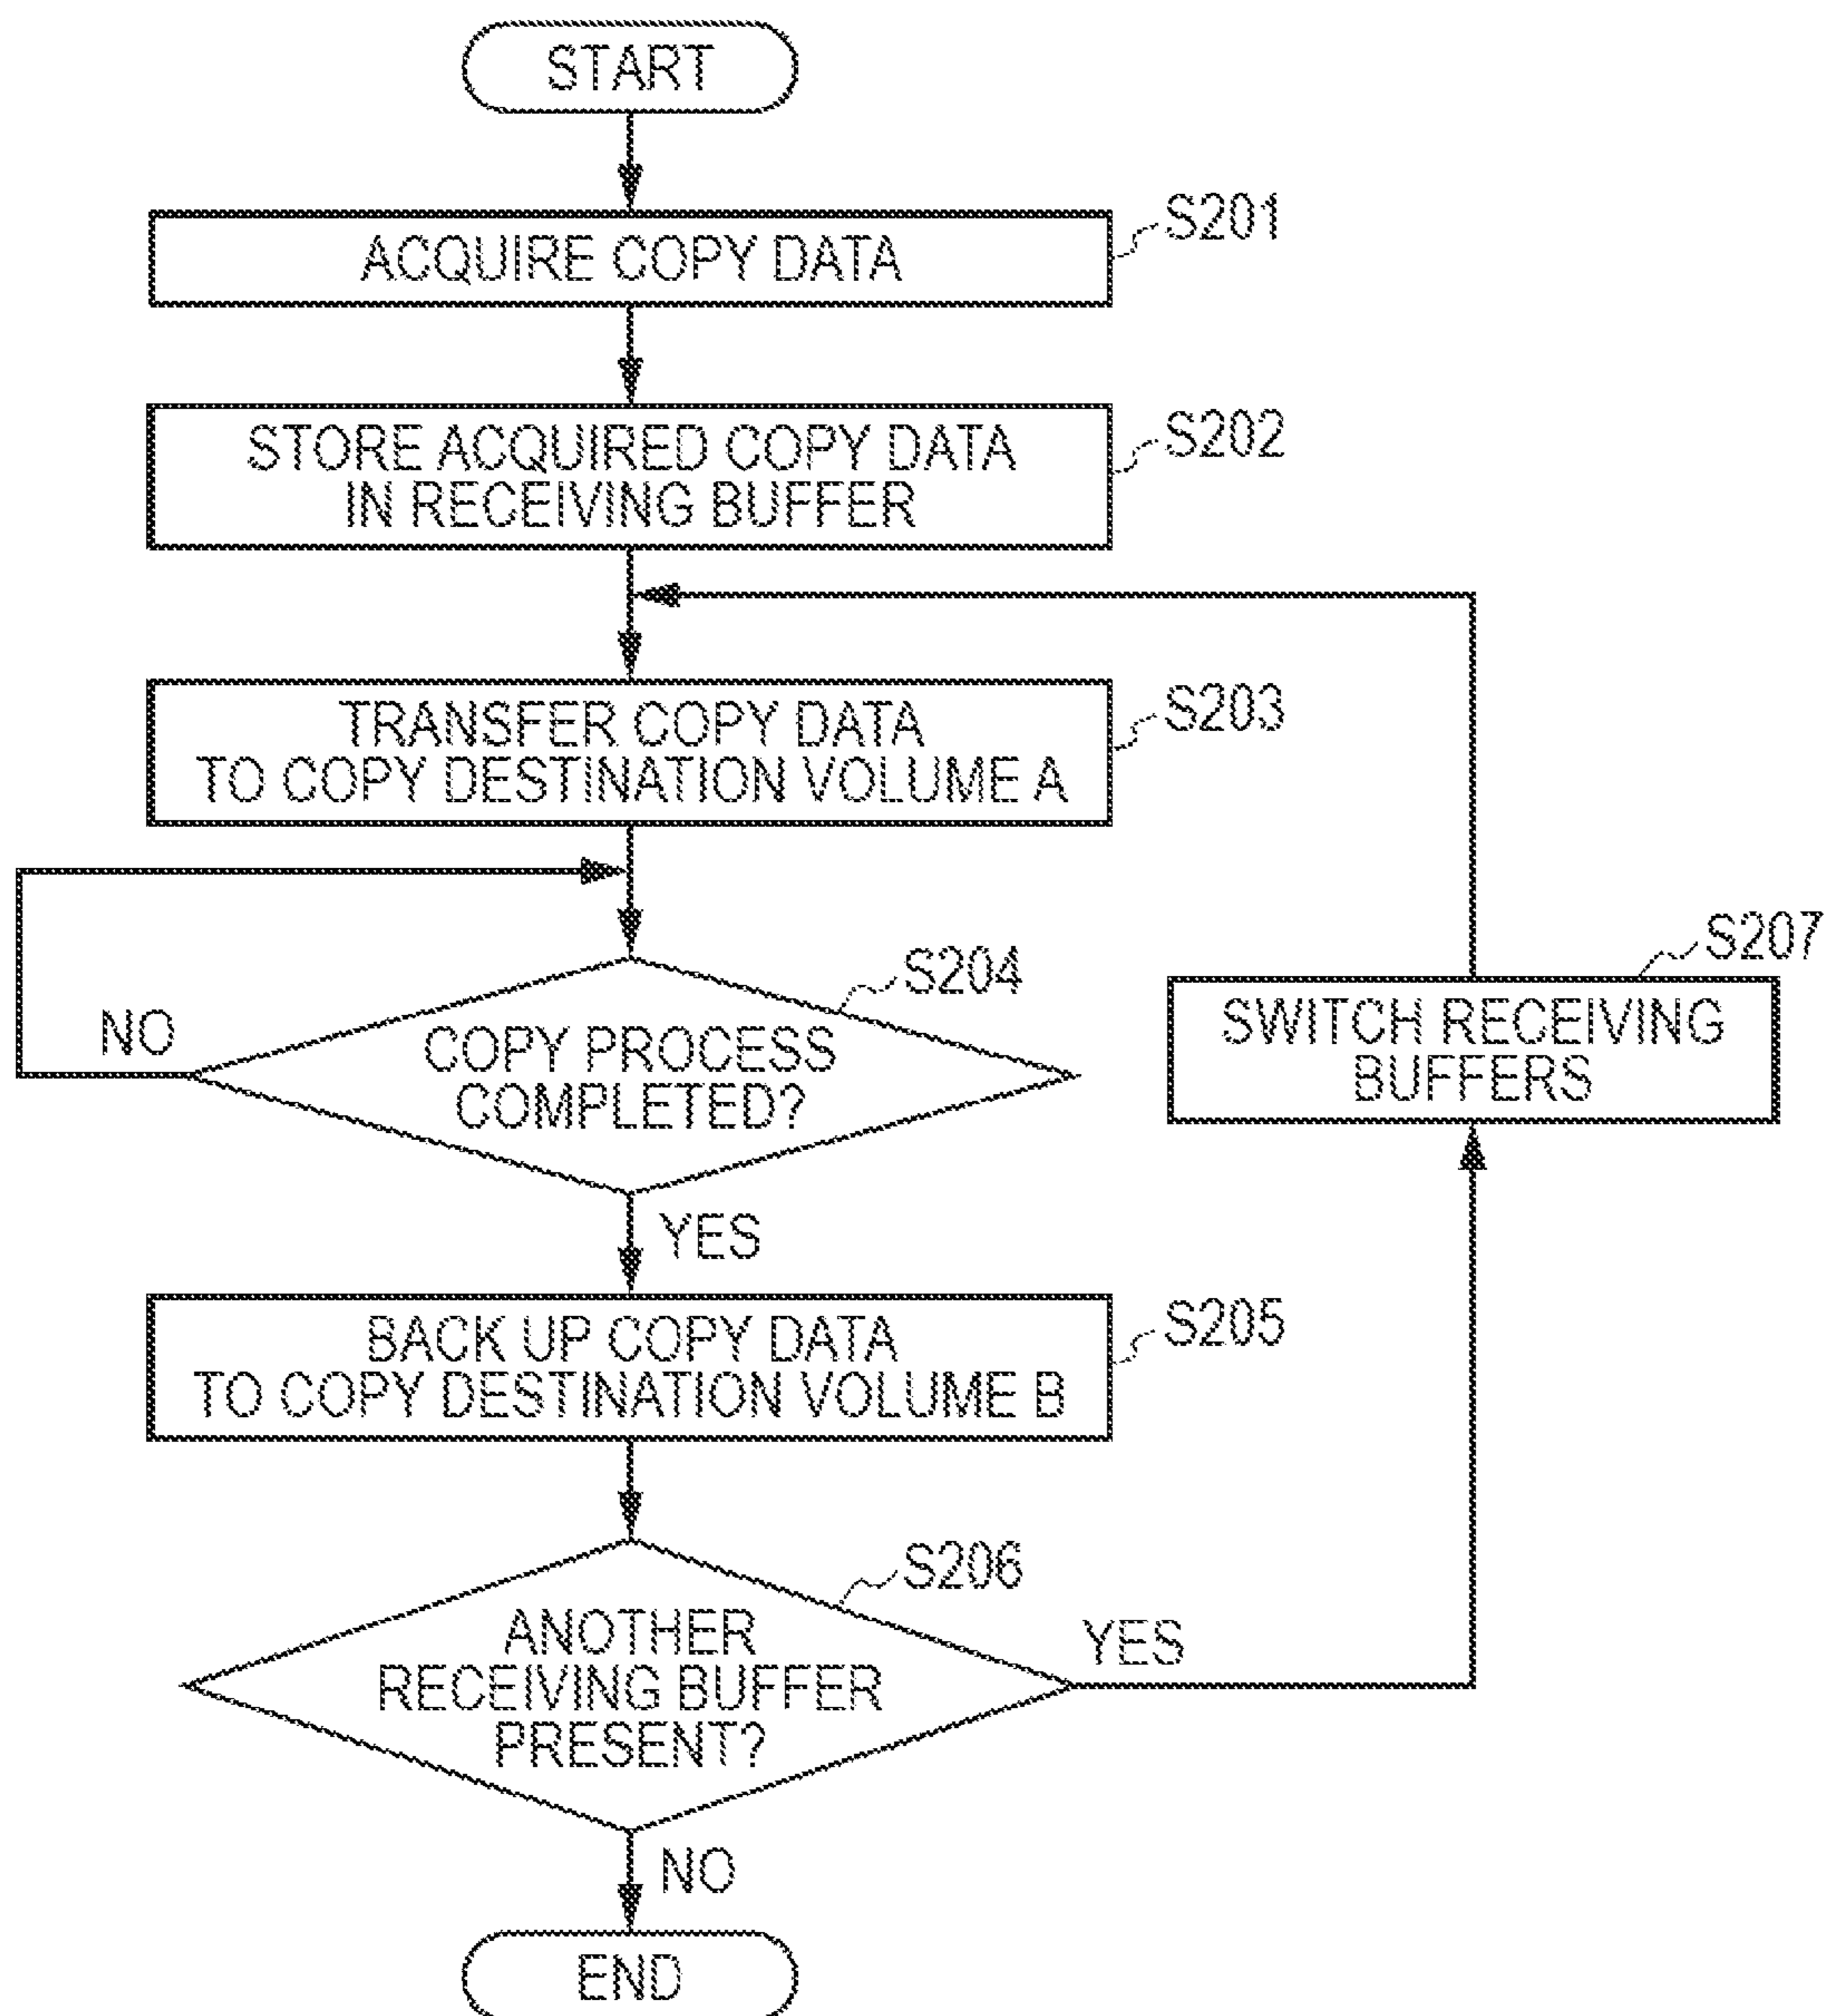 START
ACQUIRE COPY DATA
S201
STORE ACQUIRED COPY DATA
IN RECEIVING BUFFER
S202
TRANSFER COPY DATA
TO COPY DESTINATION VOLUME A
S203
COPY PROCESS
COMPLETED?
S204
NO
YES
SWITCH RECEIVING
BUFFERS
S207
BACK UP COPY DATA
TO COPY DESTINATION VOLUME B
S205
ANOTHER
RECEIVING BUFFER
PRESENT?
S206
YES
NO
END